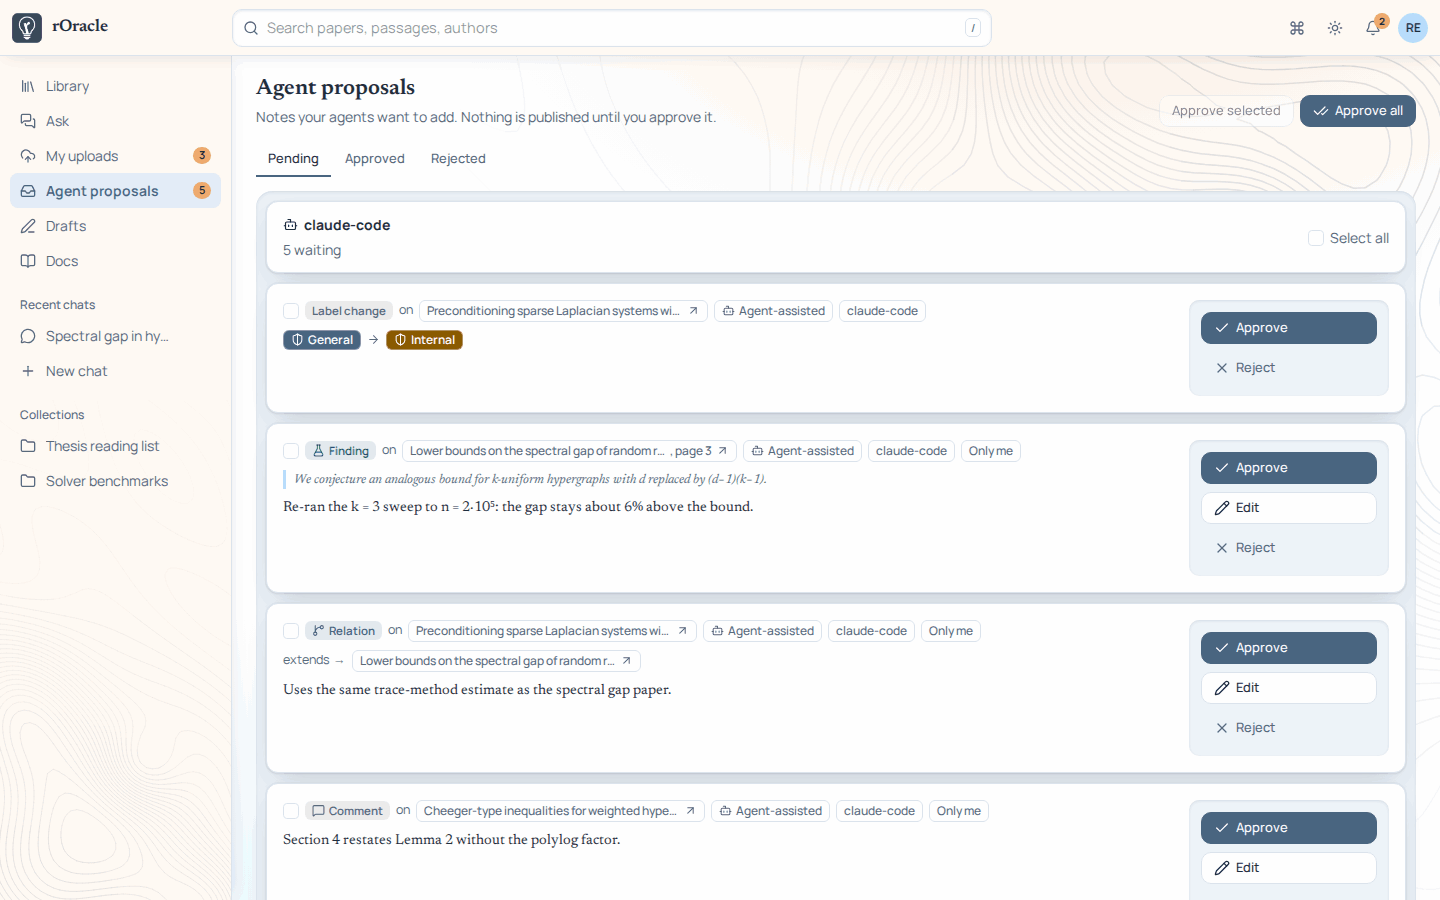 rOracle
Search papers, passages, authors
/
2
RE
Library
Ask
My uploads
3
Agent proposals
5
Drafts
Docs
Recent chats
Spectral gap in hy…
New chat
Collections
Thesis reading list
Solver benchmarks
Agent proposals
Notes your agents want to add. Nothing is published until you approve it.
Approve selected
Approve all
Pending Approved Rejected
claude-code
5 waiting
Select all
Label change on Preconditioning sparse Laplacian systems wi… Agent-assisted claude-code
General → Internal
Approve
Reject
Finding on Lower bounds on the spectral gap of random r… , page 3 Agent-assisted claude-code Only me
We conjecture an analogous bound for k-uniform hypergraphs with d replaced by (d−1)(k−1).
Re-ran the k = 3 sweep to n = 2·10⁵: the gap stays about 6% above the bound.
Approve
Edit
Reject
Relation on Preconditioning sparse Laplacian systems wi… Agent-assisted claude-code Only me
extends → Lower bounds on the spectral gap of random r…
Uses the same trace-method estimate as the spectral gap paper.
Approve
Edit
Reject
Comment on Cheeger-type inequalities for weighted hype… Agent-assisted claude-code Only me
Section 4 restates Lemma 2 without the polylog factor.
Approve
Edit